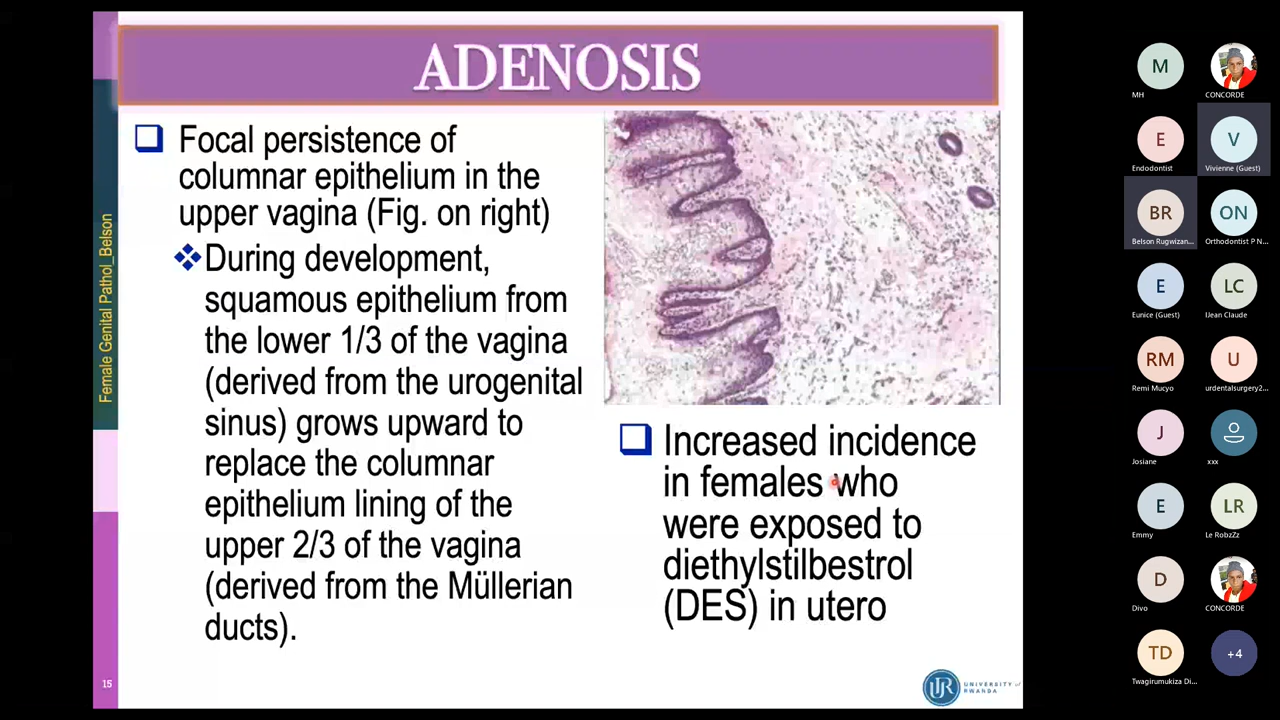 ADENOSIS
Focal persistence of
columnar epithelium in the
upper vagina (Fig. on right)
During development,
squamous epithelium from
the lower 1/3 of the vagina
(derived from the urogenital
sinus) grows upward to
replace the columnar
epithelium lining of the
upper 2/3 of the vagina
(derived from the Müllerian
ducts).
Increased incidence
in females who
were exposed to
diethylstilbestrol
(DES) in utero
Female Genital Pathol_Belson
15
UR
UNIVERSITY of
RWANDA
M
MH
CONCORDE
E
Endodontist
V
Vivienne (Guest)
BR
Belson Rugwizan...
ON
Orthodontist P N...
E
Eunice (Guest)
LC
IJean Claude
RM
Remi Mucyo
U
urdentalsurgery2...
J
Josiane
xxx
E
Emmy
LR
Le RobzZz
D
Divo
CONCORDE
TD
Twagirumukiza Di...
+4